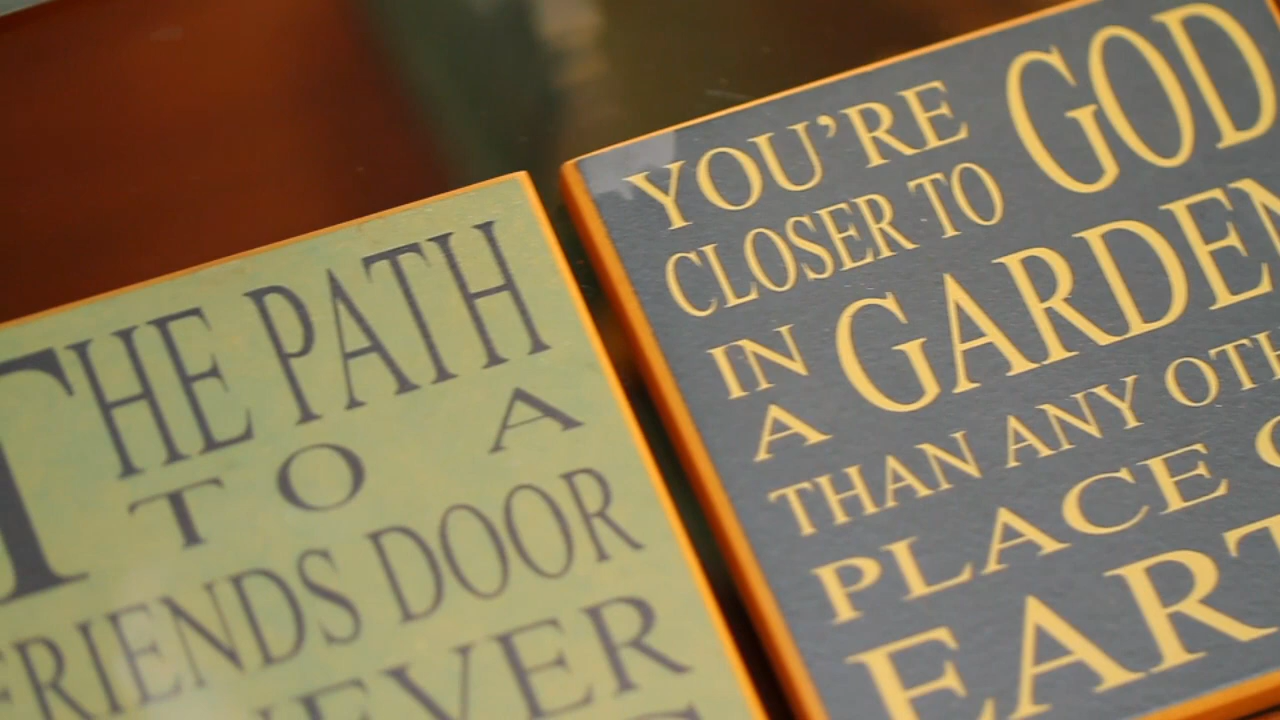 THE PATH
TO A
FRIENDS DOOR
YOU'RE
CLOSER TO GOD
IN GARDEN
A
THAN ANY
PLACE